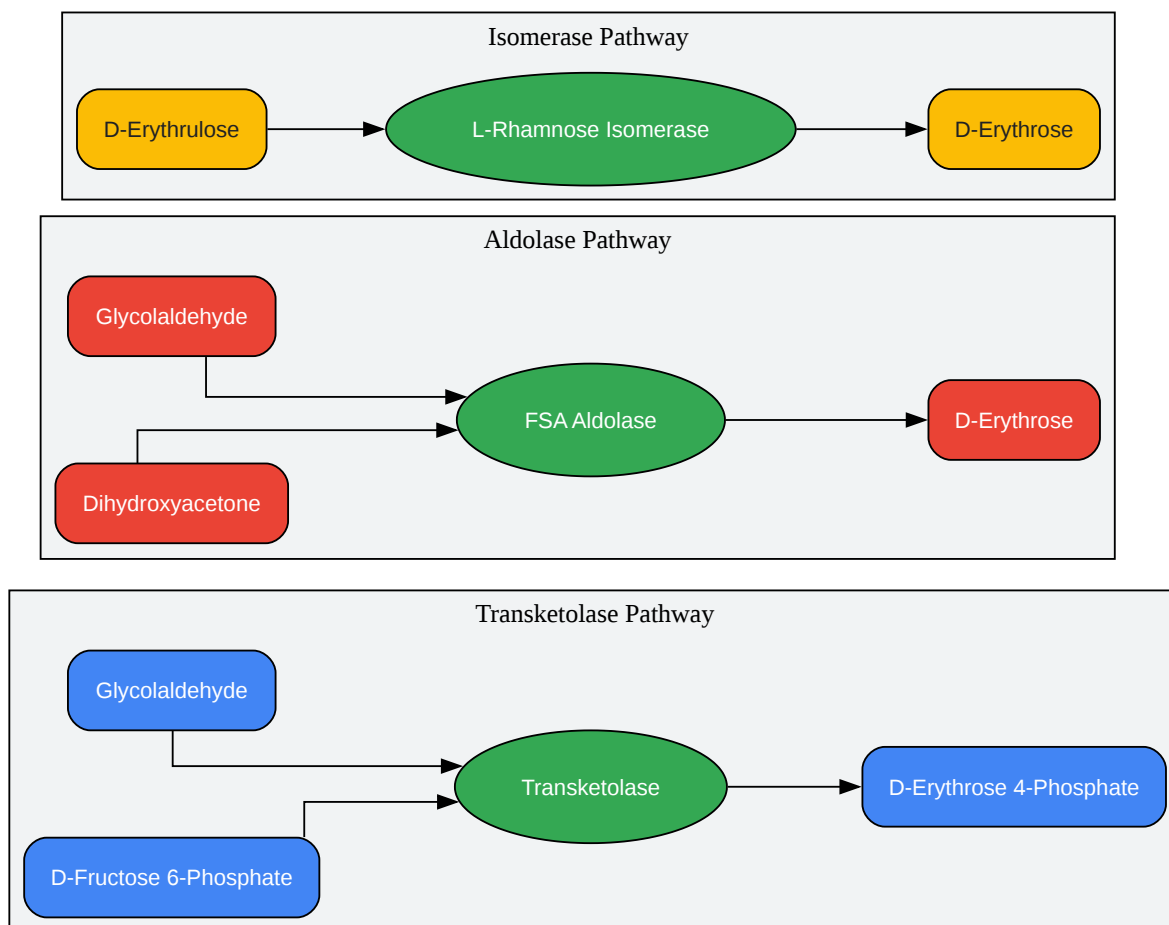 Isomerase Pathway
D-Erythrulose
L-Rhamnose Isomerase
D-Erythrose
Aldolase Pathway
Glycolaldehyde
Dihydroxyacetone
FSA Aldolase
D-Erythrose
Transketolase Pathway
Glycolaldehyde
D-Fructose 6-Phosphate
Transketolase
D-Erythrose 4-Phosphate